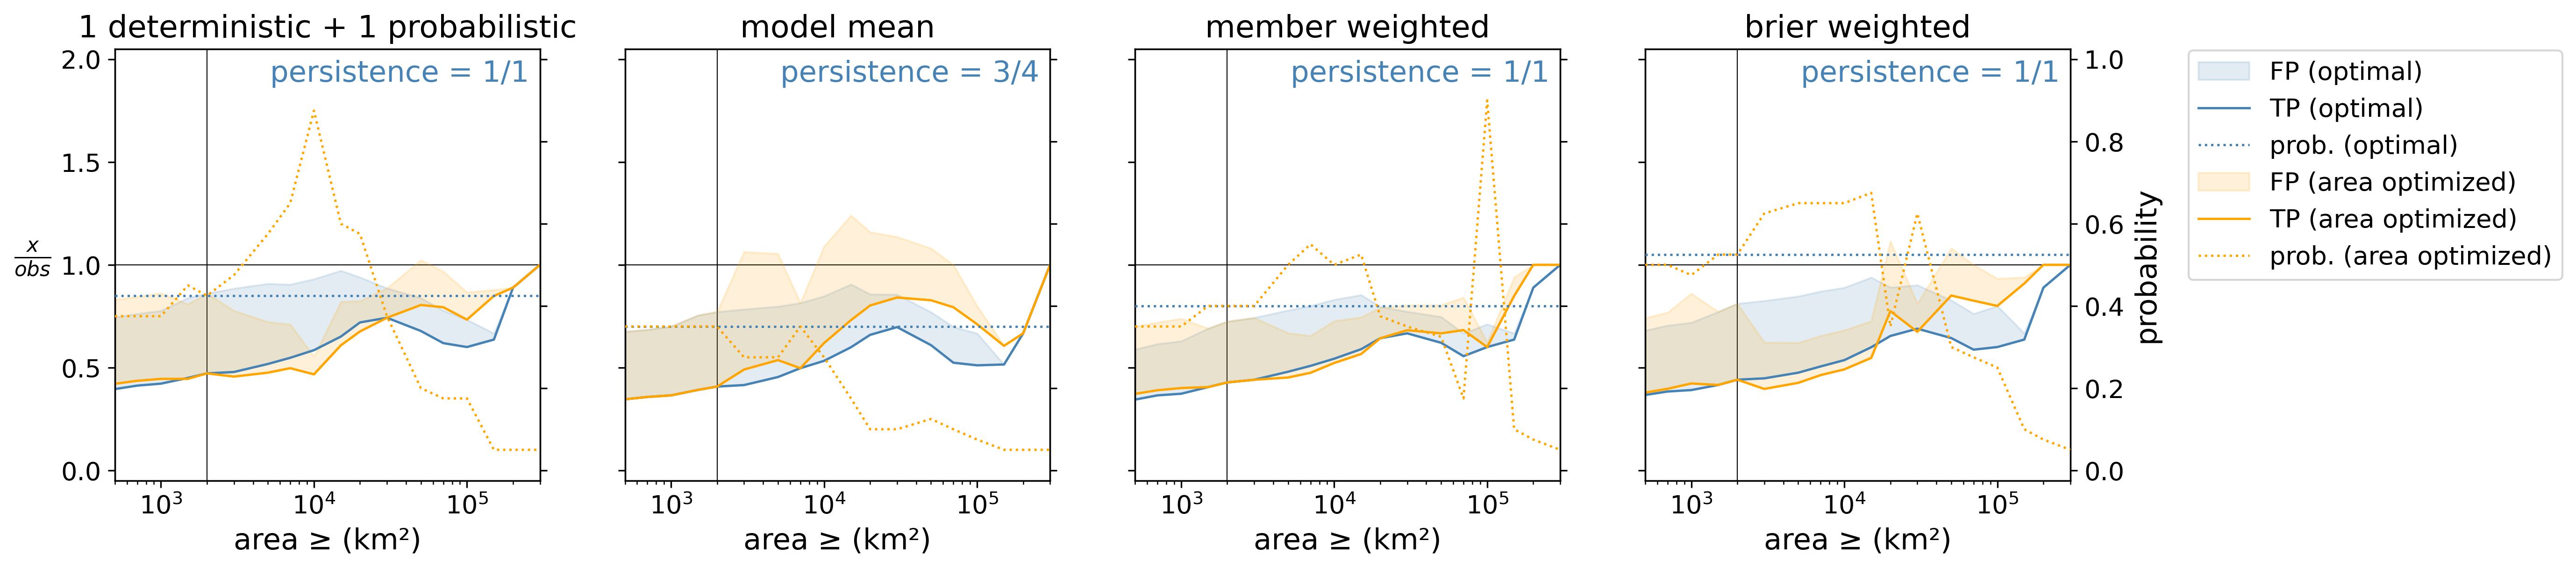 1 deterministic + 1 probabilistic
model mean
member weighted
brier weighted
persistence = 1/1
persistence = 3/4
persistence = 1/1
persistence = 1/1
2.0
1.5
1.0
0.5
0.0
x
obs
10³ 10⁴ 10⁵
10³ 10⁴ 10⁵
10³ 10⁴ 10⁵
10³ 10⁴ 10⁵
area ≥ (km²)
area ≥ (km²)
area ≥ (km²)
area ≥ (km²)
1.0
0.8
0.6
0.4
0.2
0.0
probability
FP (optimal)
TP (optimal)
prob. (optimal)
FP (area optimized)
TP (area optimized)
prob. (area optimized)